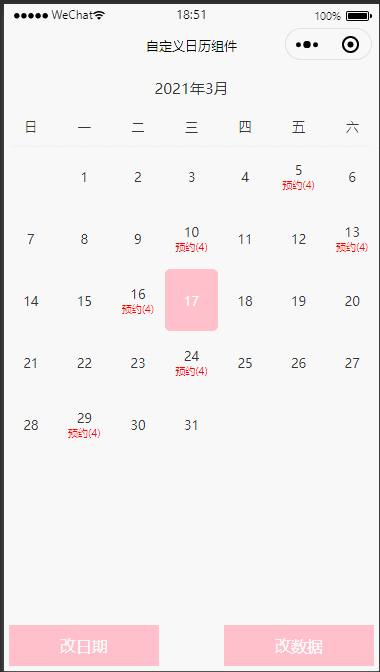 WeChat 18:51 100%
自定义日历组件
2021年3月
日 一 二 三 四 五 六
1 2 3 4 5 6
预约(4)
7 8 9 10 11 12 13
预约(4) 预约(4)
14 15 16 17 18 19 20
预约(4)
21 22 23 24 25 26 27
预约(4)
28 29 30 31
预约(4)
改日期 改数据